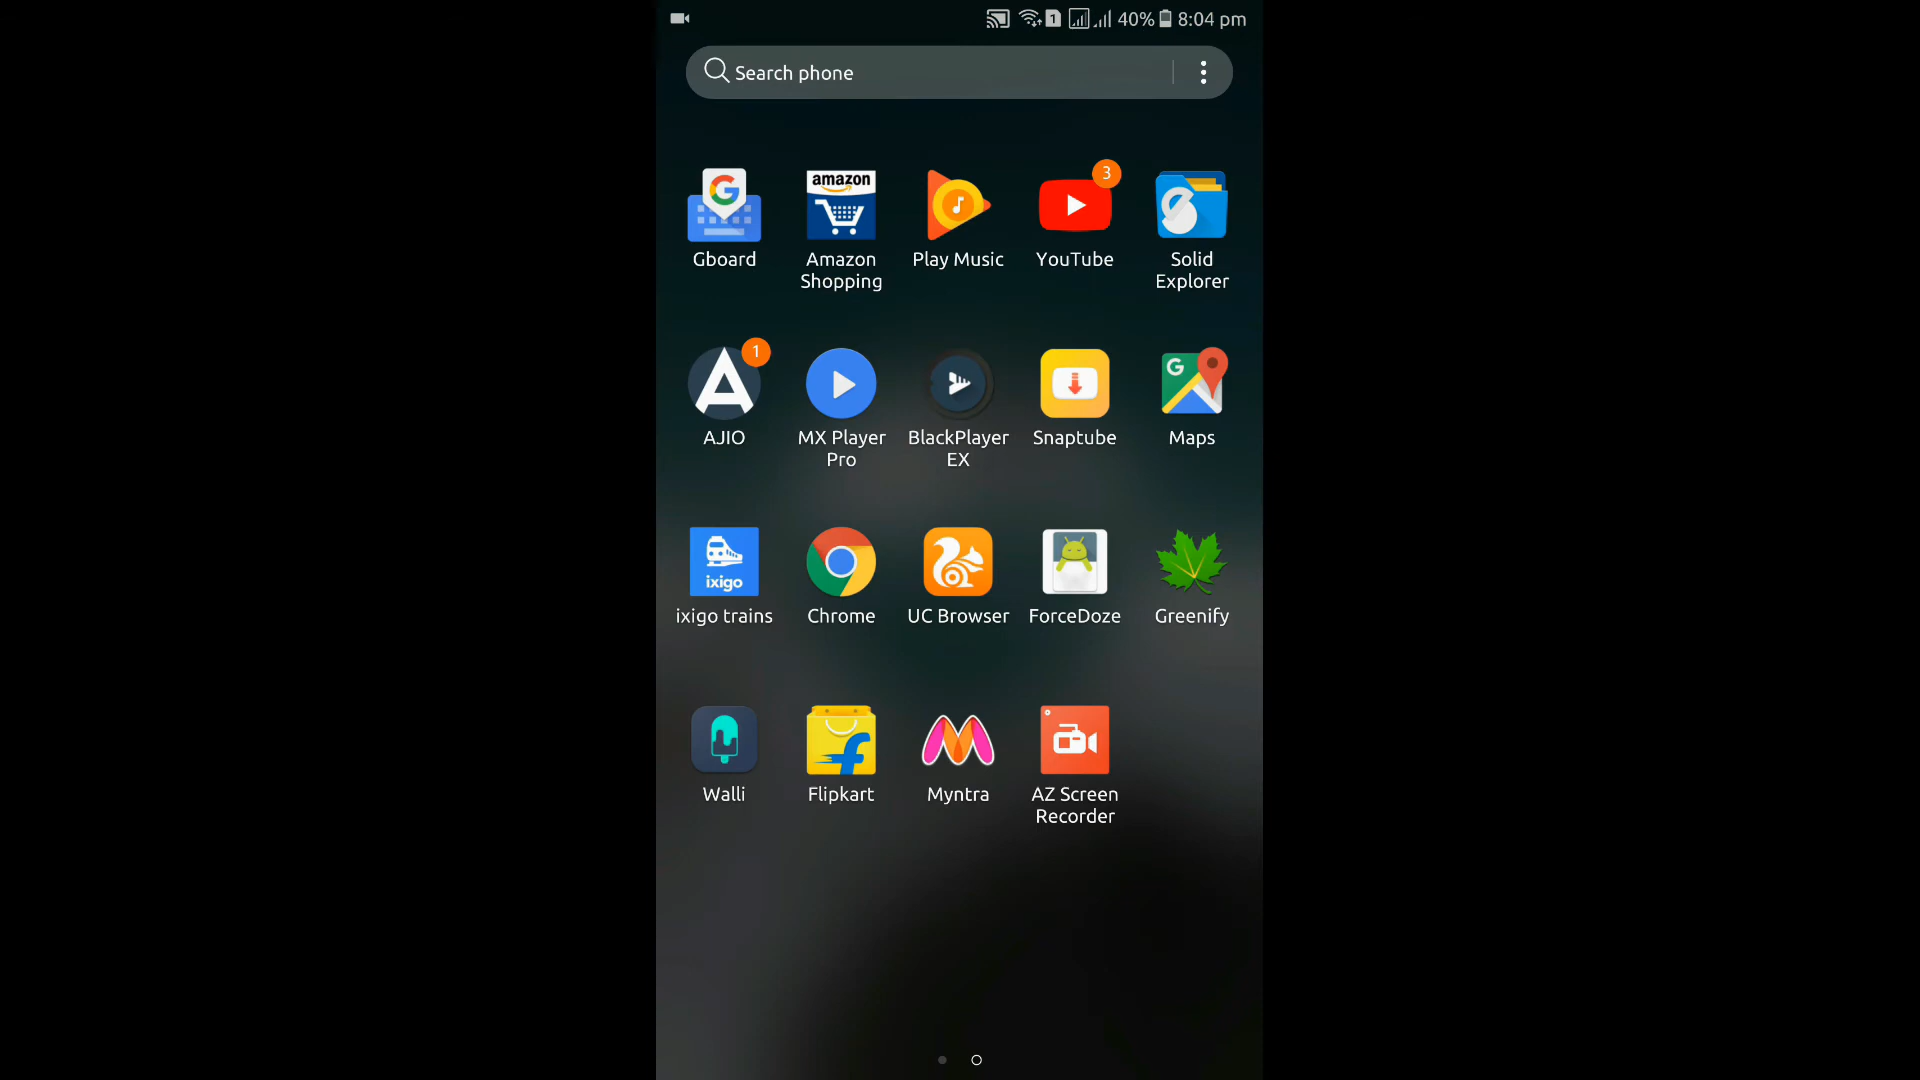 1 40% 8:04 pm
Search phone
amazon
3
Gboard Amazon Play Music YouTube Solid
Shopping Explorer
1
AJIO MX Player BlackPlayer Snaptube Maps
Pro EX
ixigo
ixigo trains Chrome UC Browser ForceDoze Greenify
Walli Flipkart Myntra AZ Screen
Recorder